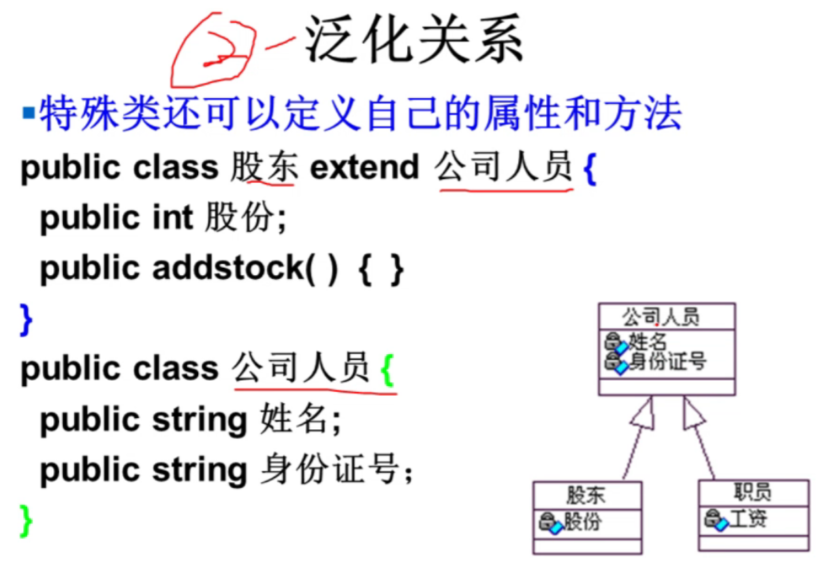 2
泛化关系
特殊类还可以定义自己的属性和方法
public class 股东 extend 公司人员{
public int 股份;
public addstock( ) { }
}
public class 公司人员{
public string 姓名;
public string 身份证号；
}
公司人员
姓名
身份证号
股东
股份
职员
工资